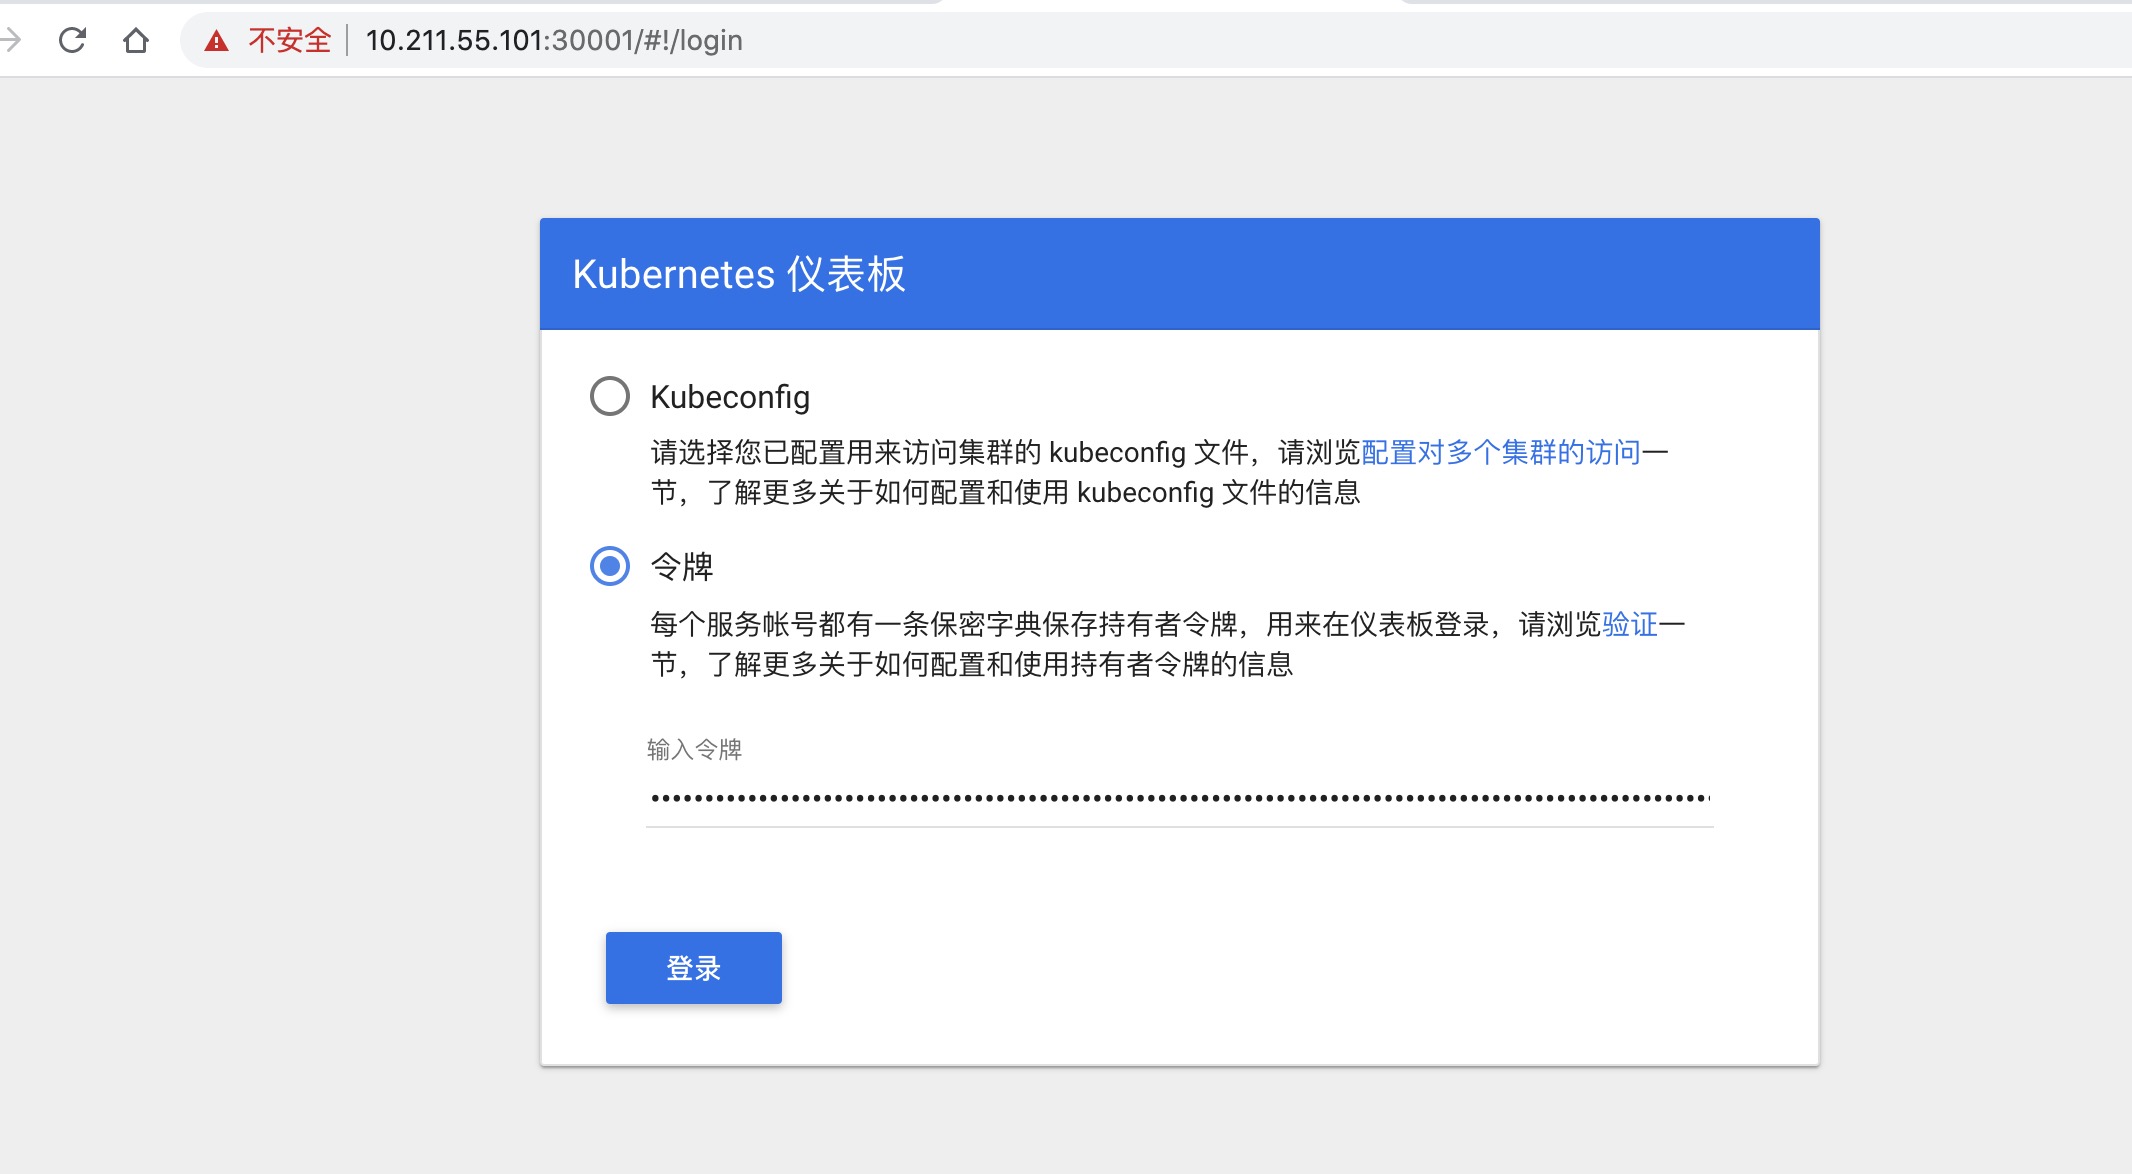 不安全 10.211.55.101:30001/#!/login
Kubernetes 仪表板
Kubeconfig
请选择您已配置用来访问集群的 kubeconfig 文件，请浏览配置对多个集群的访问一
节，了解更多关于如何配置和使用 kubeconfig 文件的信息
令牌
每个服务帐号都有一条保密字典保存持有者令牌，用来在仪表板登录，请浏览验证一
节，了解更多关于如何配置和使用持有者令牌的信息
输入令牌
登录